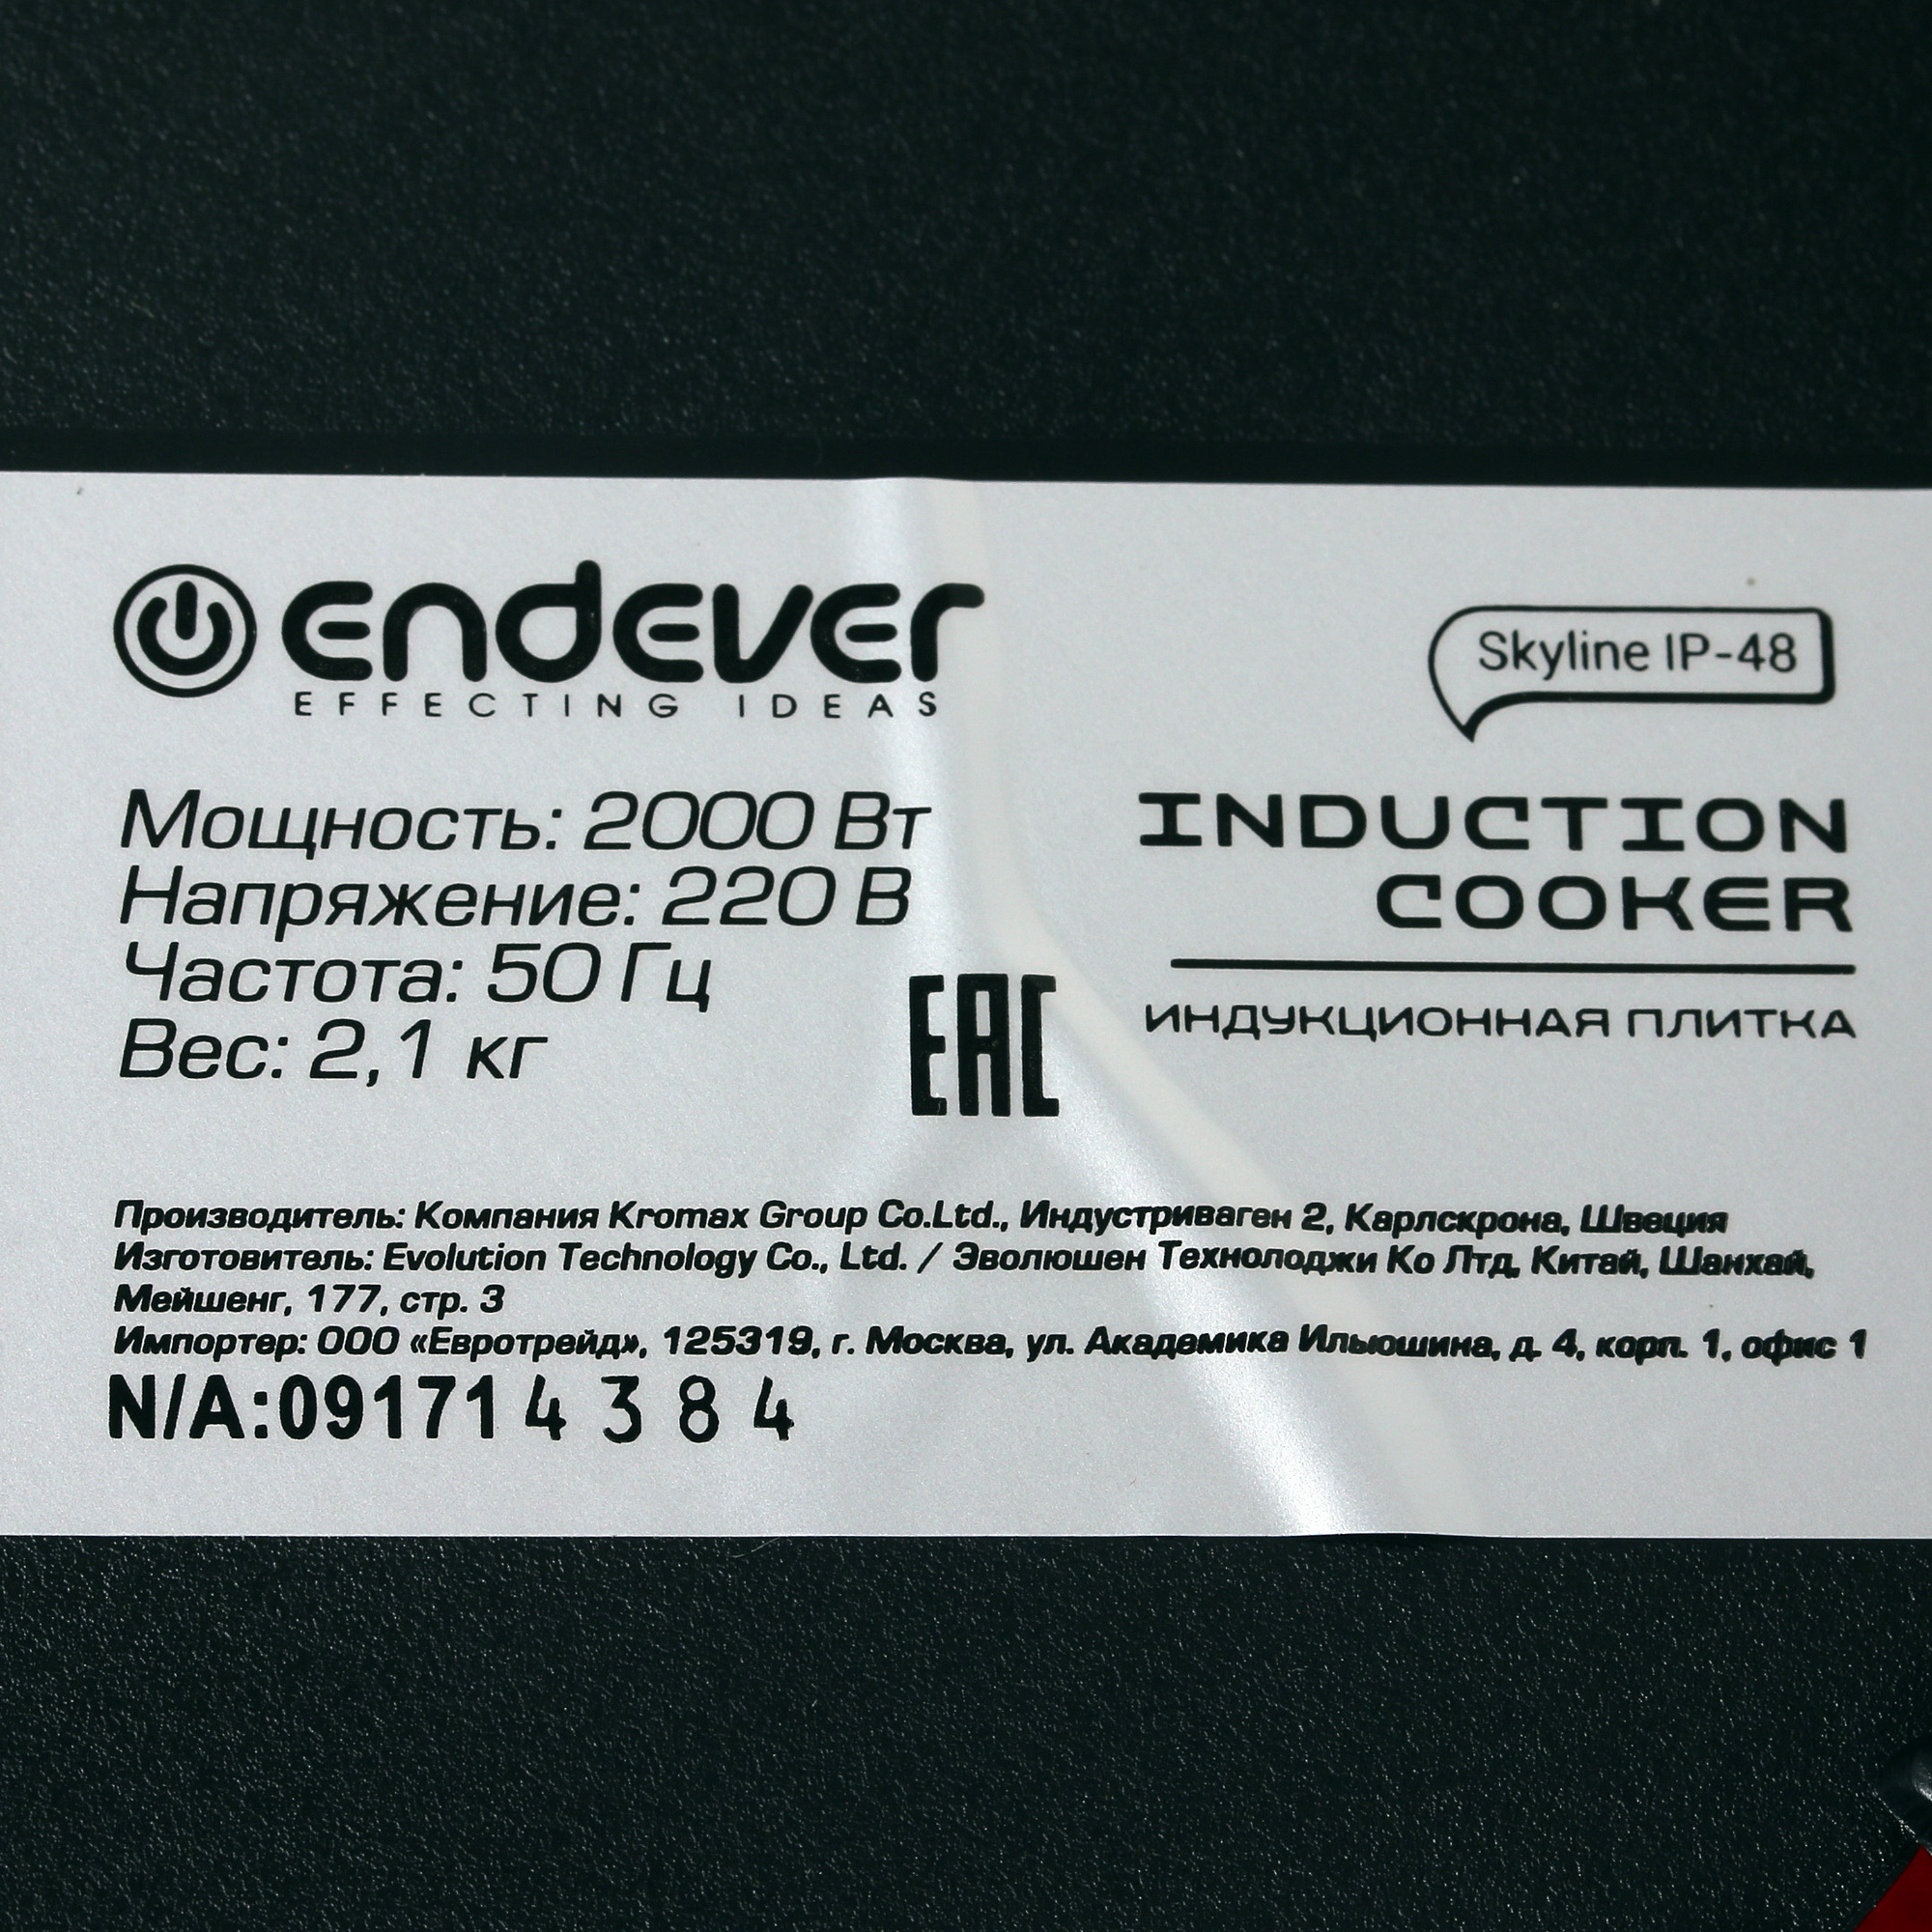 endever
EFFECTING IDEAS
Skyline IP-48
Мощность: 2000 Вт
Напряжение: 220 В
Частота: 50 Гц
Вес: 2,1 кг
EAC
INDUCTION
COOKER
ИНДУКЦИОННАЯ ПЛИТКА
Производитель: Компания Kromax Group Co.Ltd., Индустриваген 2, Карлскрона, Швеция
Изготовитель: Evolution Technology Co., Ltd. / Эволюшен Технолоджи Ко Лтд, Китай, Шанхай,
Мейшенг, 177, стр. 3
Импортер: ООО «Евротрейд», 125319, г. Москва, ул. Академика Ильюшина, д. 4, корп. 1, офис 1
N/A:091714384